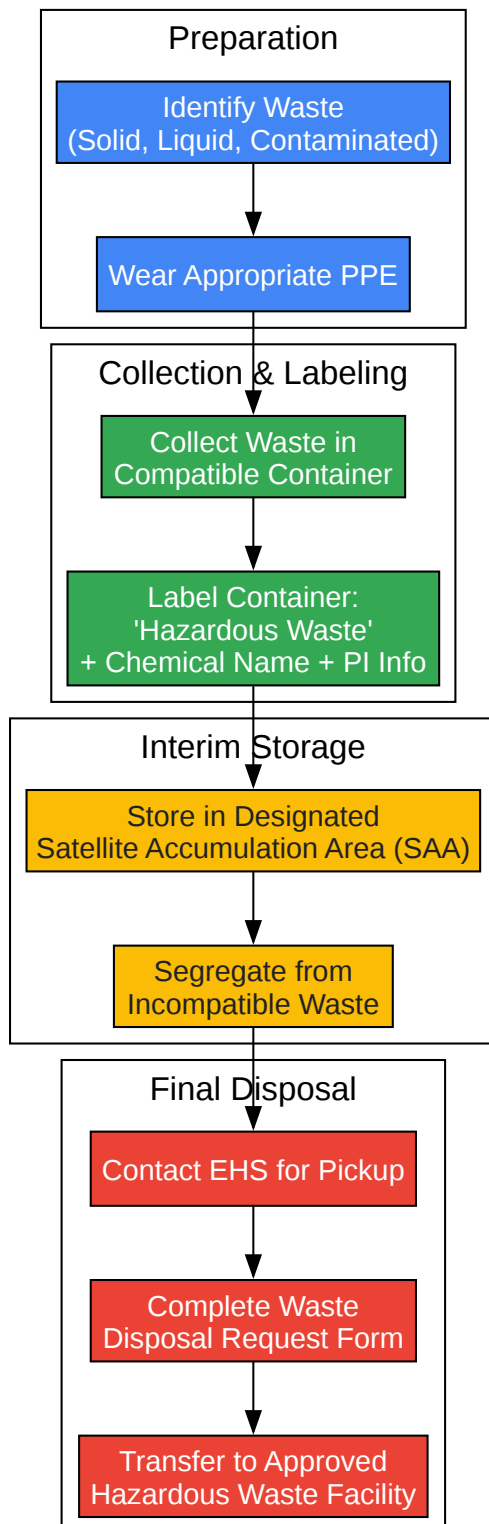 Preparation
Identify Waste
(Solid, Liquid, Contaminated)
Wear Appropriate PPE
Collection & Labeling
Collect Waste in
Compatible Container
Label Container:
'Hazardous Waste'
+ Chemical Name + PI Info
Interim Storage
Store in Designated
Satellite Accumulation Area (SAA)
Segregate from
Incompatible Waste
Final Disposal
Contact EHS for Pickup
Complete Waste
Disposal Request Form
Transfer to Approved
Hazardous Waste Facility